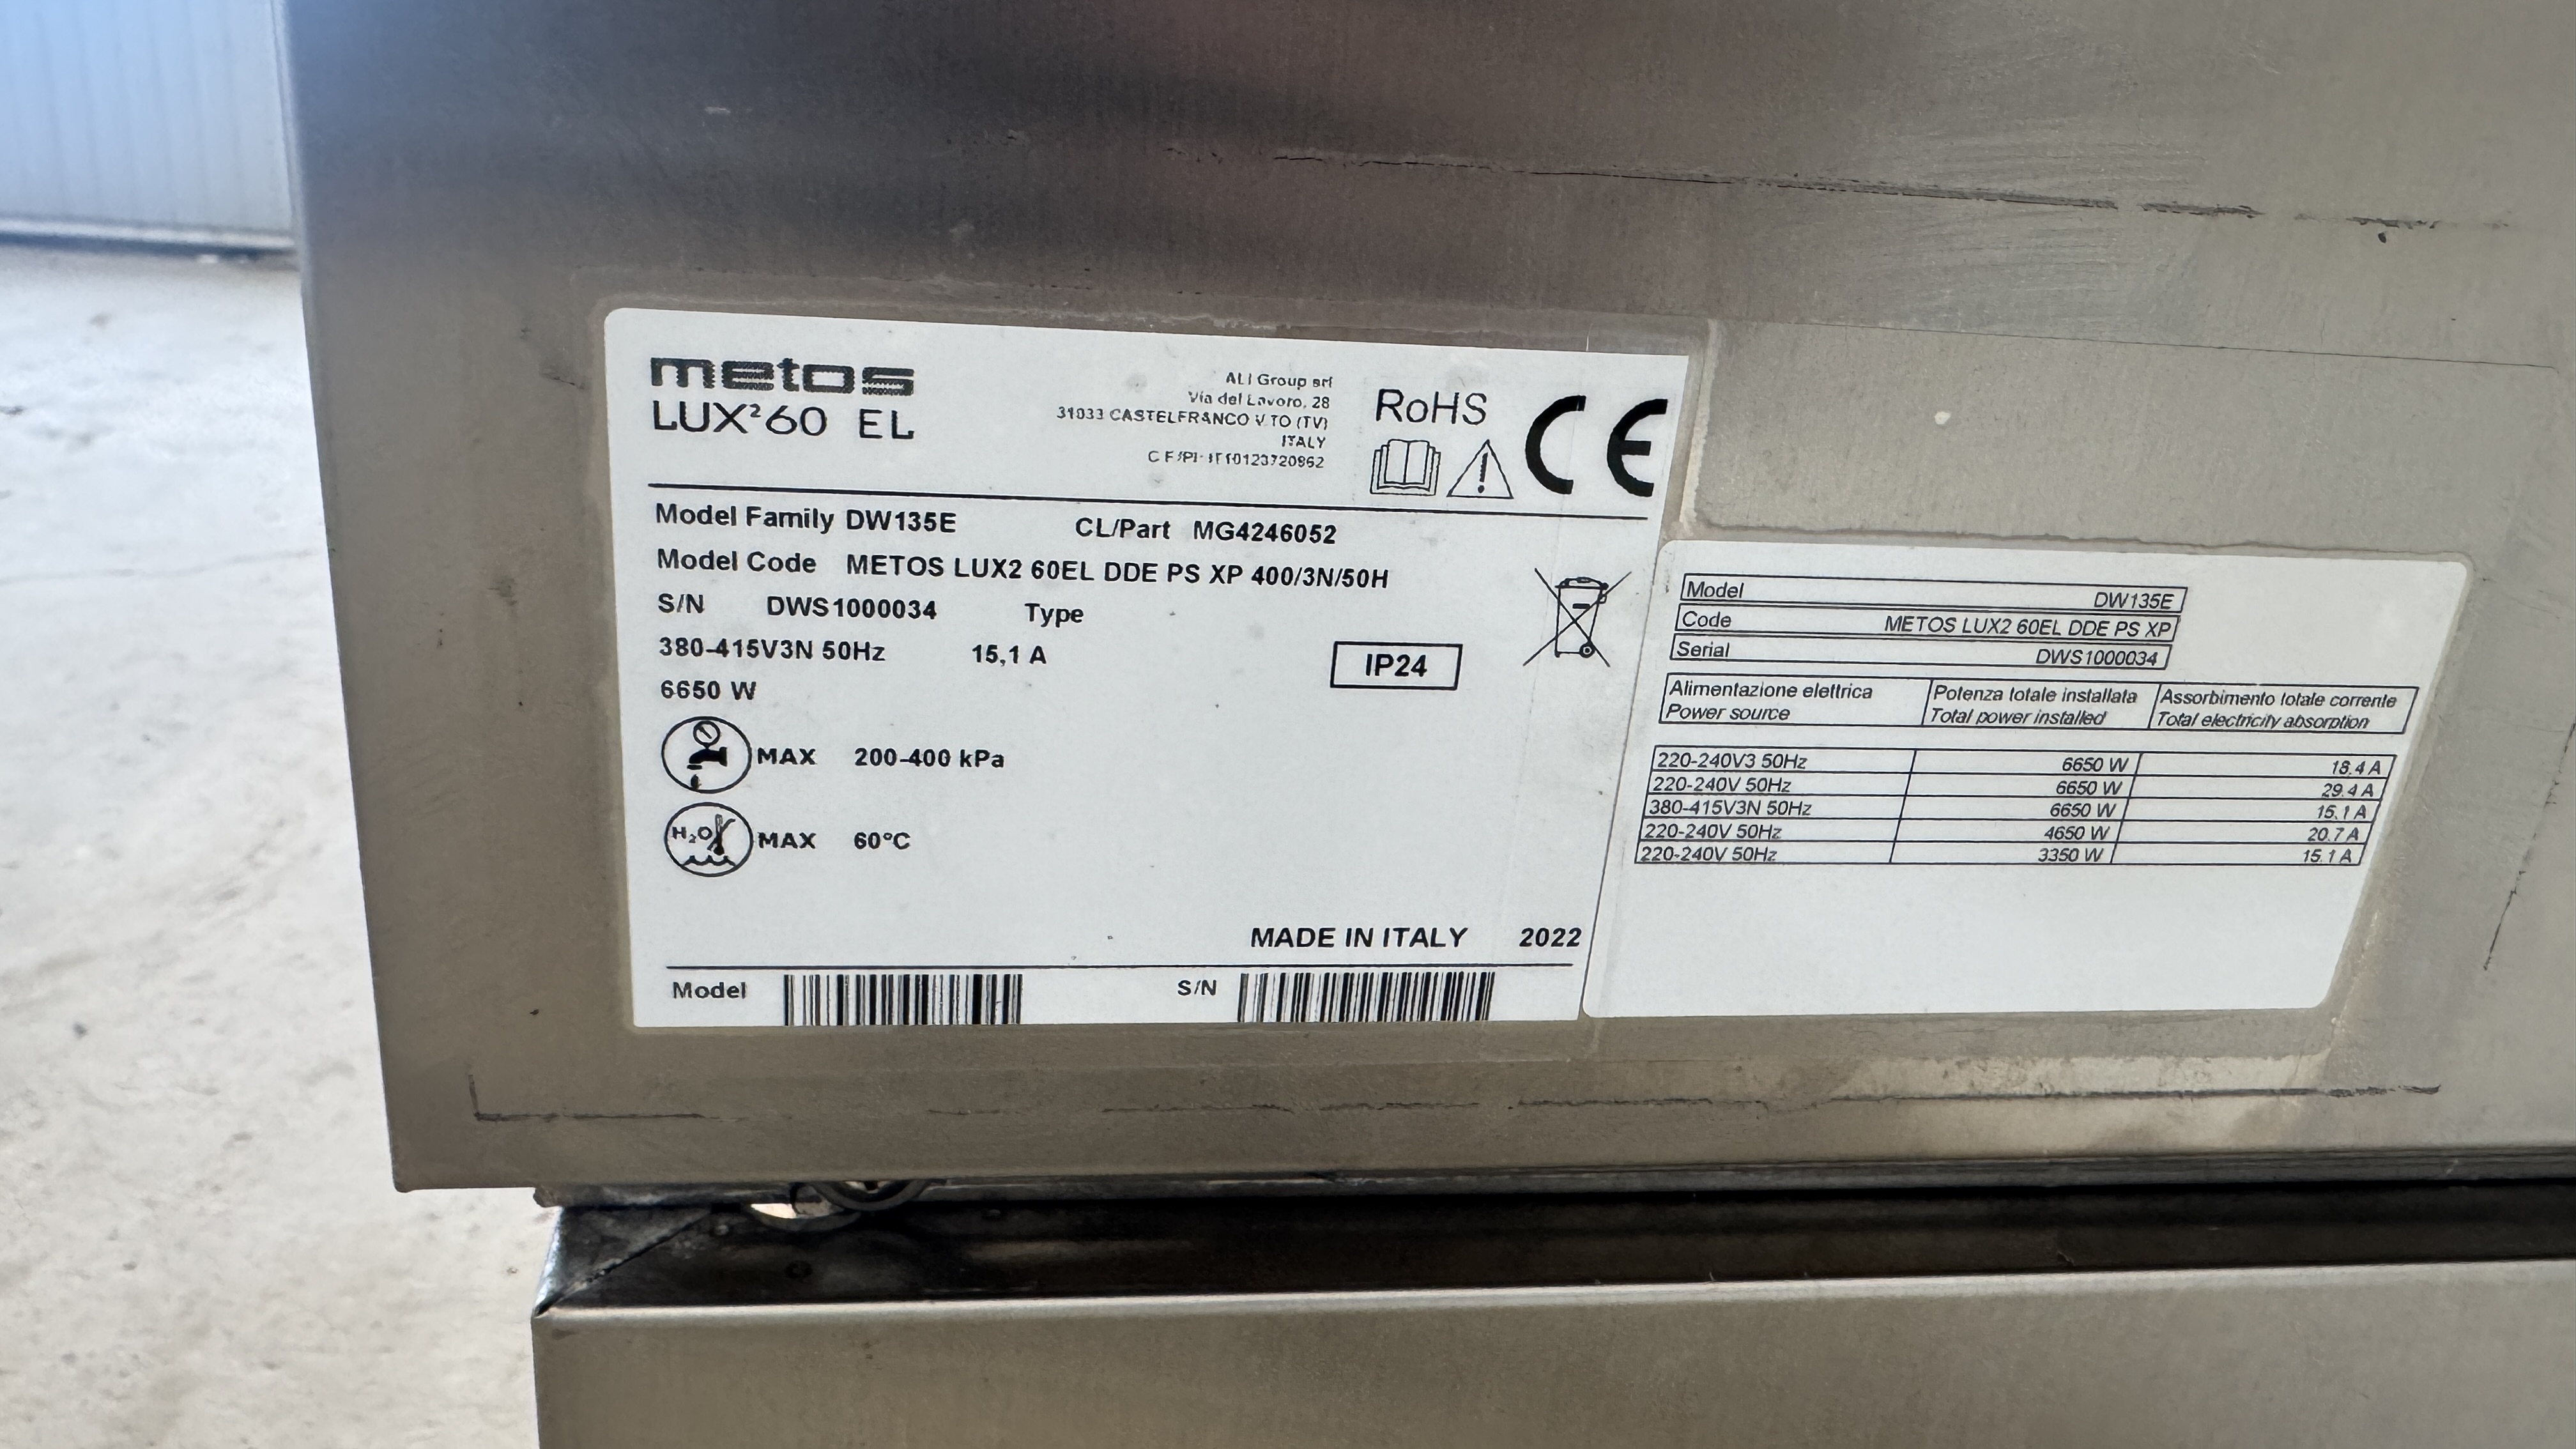 metos
LUX²60 EL
ALI Group srl
Via del Lavoro, 28
31033 CASTELFRANCO V.TO (TV)
ITALY
RoHS
CE
Model Family DW135E CL/Part MG4246052
Model Code METOS LUX2 60EL DDE PS XP 400/3N/50H
S/N DWS1000034 Type
380-415V3N 50Hz 15,1 A
IP24
6650 W
MAX 200-400 kPa
H₂O MAX 60°C
MADE IN ITALY 2022
Model S/N
Model DW135E
Code METOS LUX2 60EL DDE PS XP
Serial DWS1000034
Alimentazione elettrica Potenza totale installata Assorbimento totale corrente
Power source Total power installed Total electricity absorption
220-240V3 50Hz 6650 W 18.4 A
220-240V 50Hz 6650 W 29.4 A
380-415V3N 50Hz 6650 W 15.1 A
220-240V 50Hz 4650 W 20.7 A
220-240V 50Hz 3350 W 15.1 A